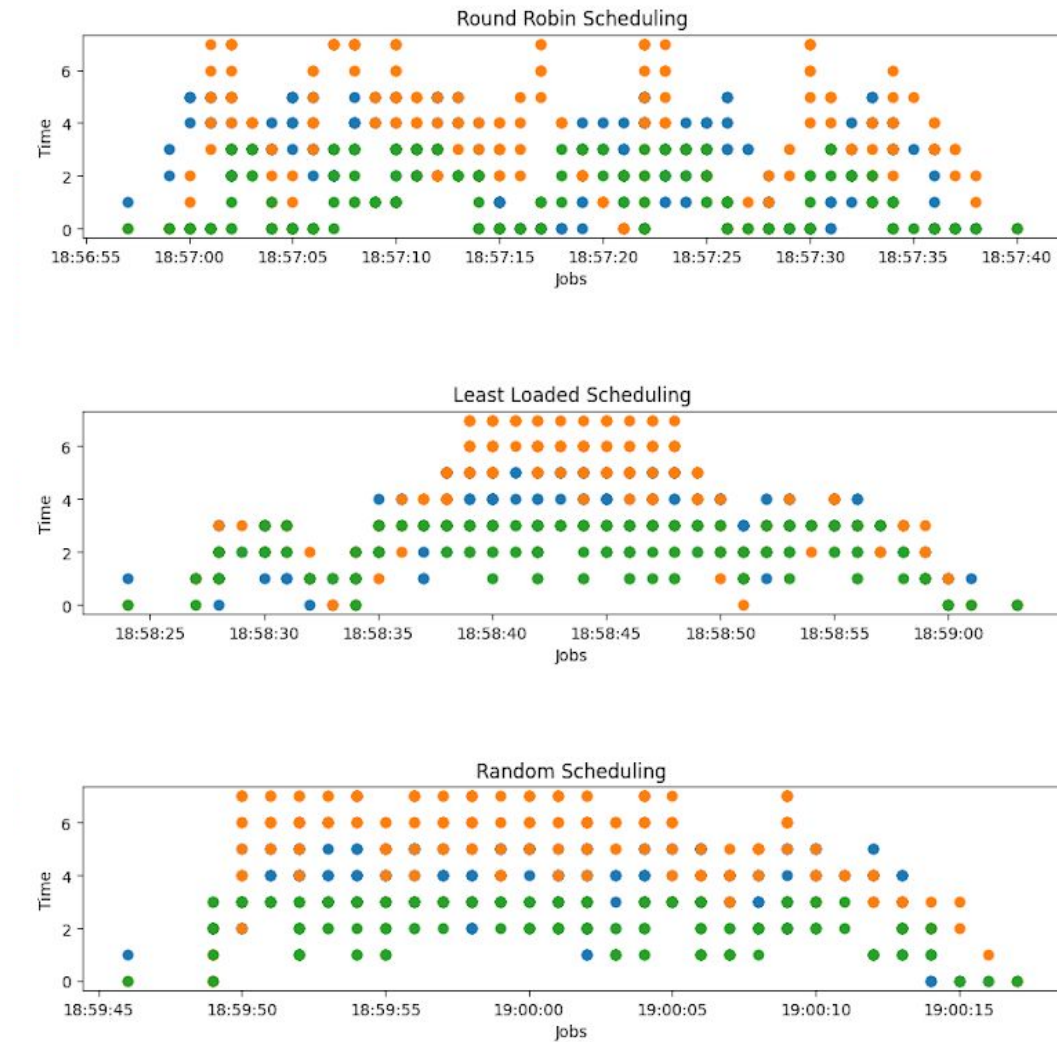 Round Robin Scheduling
6
4
2
0
Time
18:56:55 18:57:00 18:57:05 18:57:10 18:57:15 18:57:20 18:57:25 18:57:30 18:57:35 18:57:40
Jobs
Least Loaded Scheduling
6
4
2
0
Time
18:58:25 18:58:30 18:58:35 18:58:40 18:58:45 18:58:50 18:58:55 18:59:00
Jobs
Random Scheduling
6
4
2
0
Time
18:59:45 18:59:50 18:59:55 19:00:00 19:00:05 19:00:10 19:00:15
Jobs